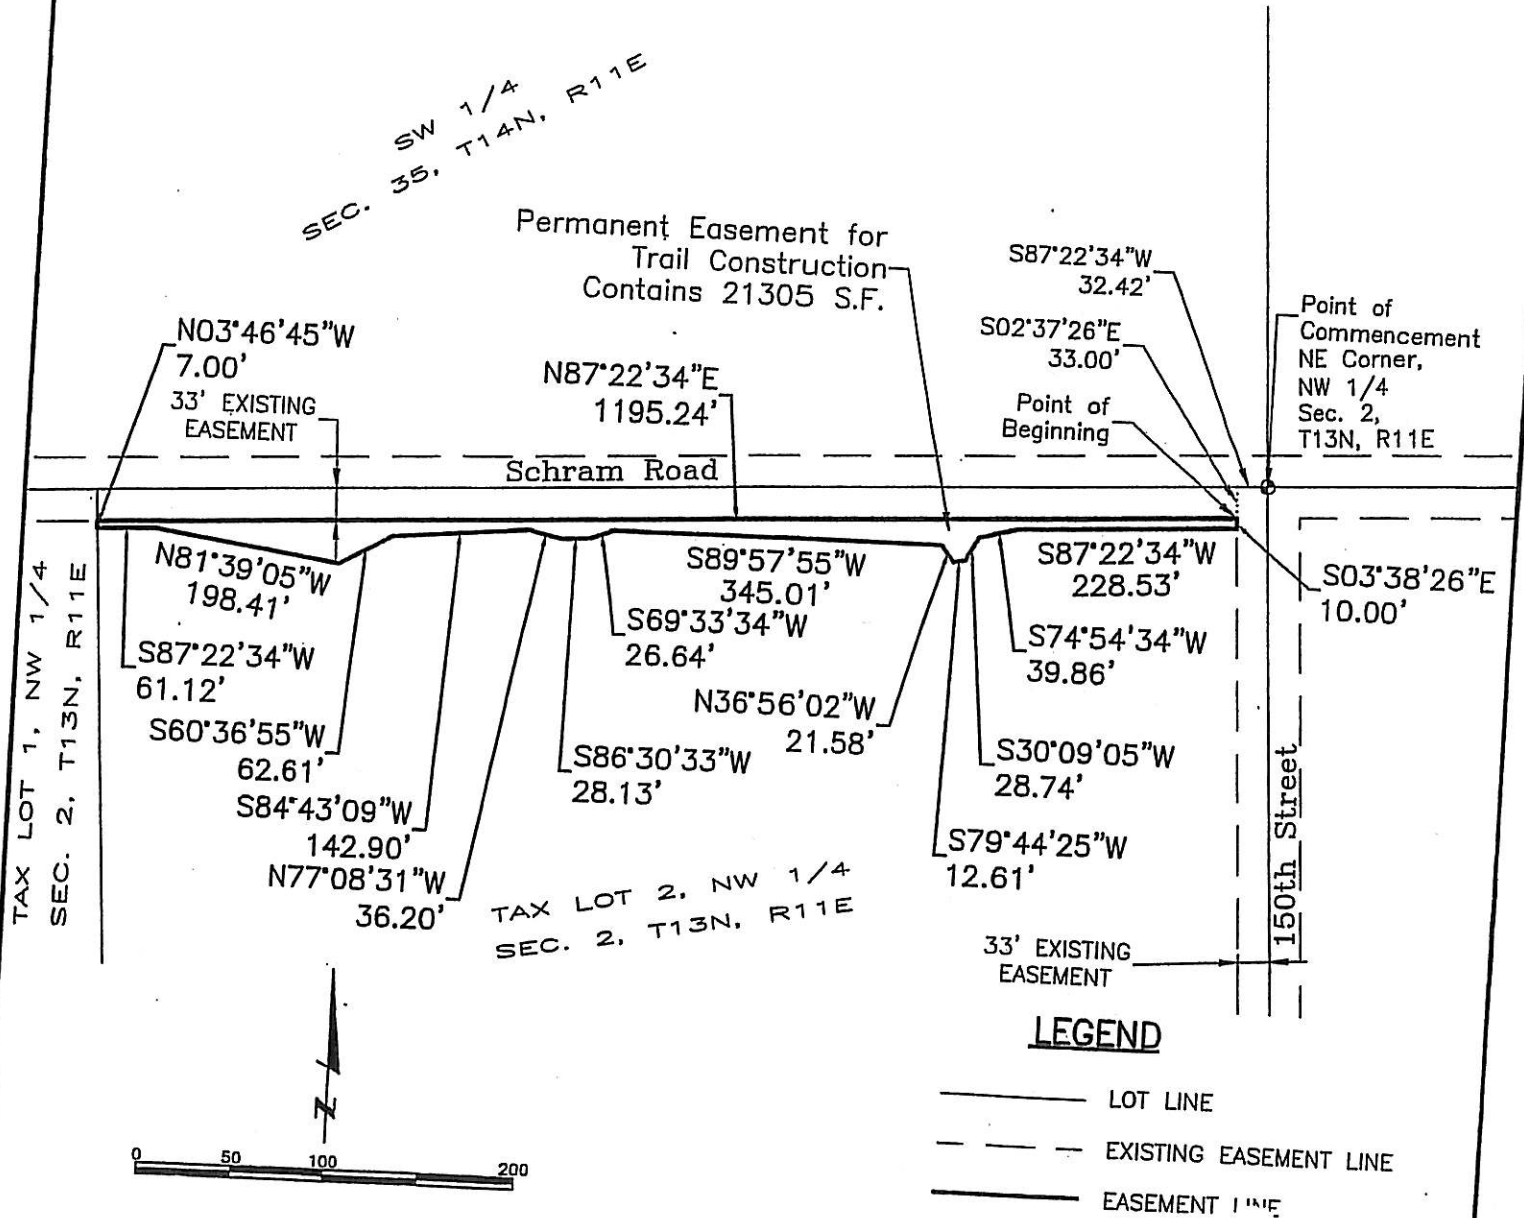 SW 1/4
SEC. 35, T14N, R11E
Permanent Easement for
Trail Construction
Contains 21305 S.F.
S87°22'34"W
32.42'
S02°37'26"E
33.00'
Point of
Commencement
NE Corner,
NW 1/4
Sec. 2,
T13N, R11E
N03°46'45"W
7.00'
33' EXISTING
EASEMENT
N87°22'34"E
1195.24'
Point of
Beginning
Schram Road
N81°39'05"W
198.41'
S89°57'55"W
345.01'
S87°22'34"W
228.53'
S03°38'26"E
10.00'
S69°33'34"W
26.64'
S74°54'34"W
39.86'
S87°22'34"W
61.12'
N36°56'02"W
21.58'
S60°36'55"W
62.61'
S86°30'33"W
28.13'
S30°09'05"W
28.74'
S84°43'09"W
142.90'
S79°44'25"W
12.61'
N77°08'31"W
36.20'
TAX LOT 1, NW 1/4
SEC. 2, T13N, R11E
TAX LOT 2, NW 1/4
SEC. 2, T13N, R11E
150th Street
33' EXISTING
EASEMENT
N
0 50 100 200
LEGEND
LOT LINE
EXISTING EASEMENT LINE
EASEMENT LINE